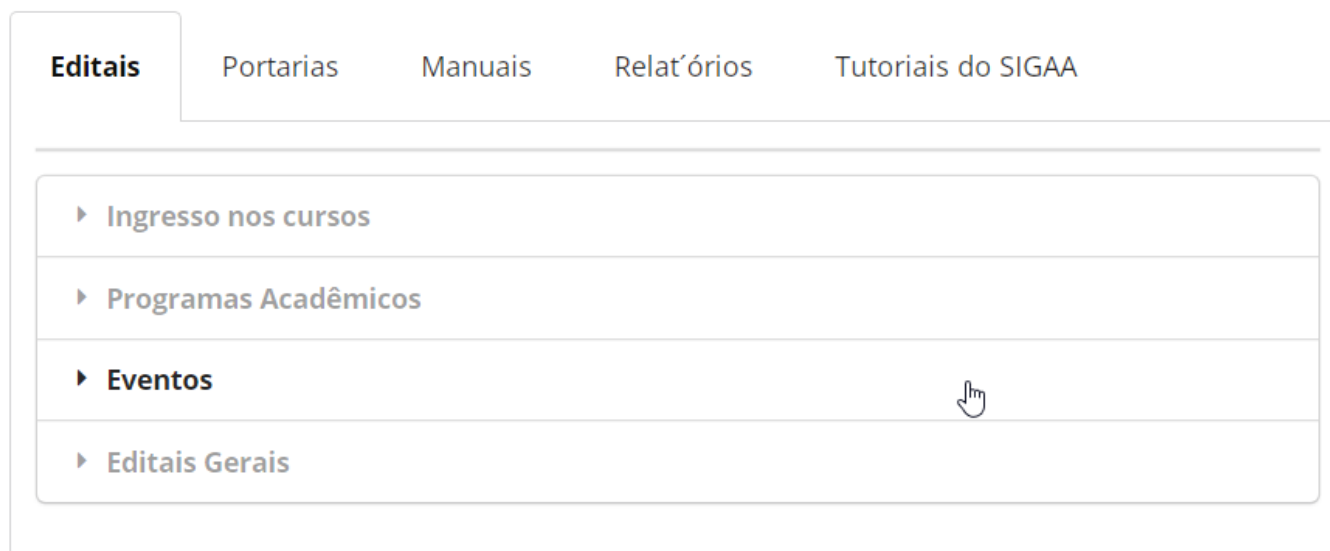 Editais Portarias Manuais Relat´órios Tutoriais do SIGAA
Ingresso nos cursos
Programas Acadêmicos
Eventos
Editais Gerais